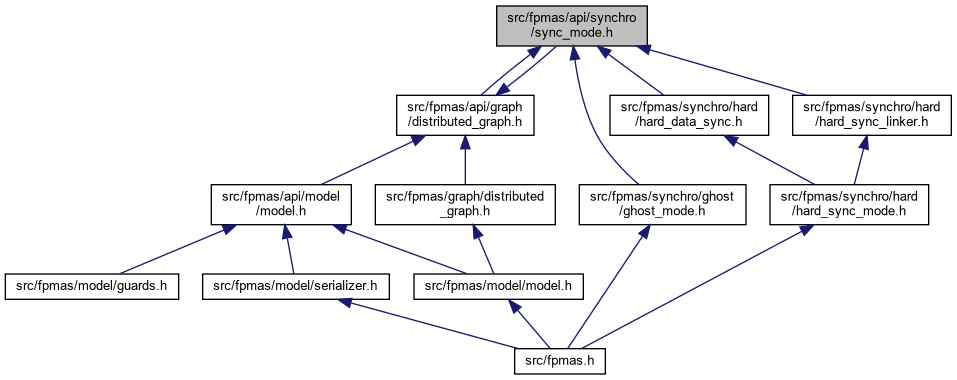 src/fpmas/api/synchro
/sync_mode.h
src/fpmas/api/graph
/distributed_graph.h
src/fpmas/synchro/hard
/hard_data_sync.h
src/fpmas/synchro/hard
/hard_sync_linker.h
src/fpmas/api/model
/model.h
src/fpmas/graph/distributed
_graph.h
src/fpmas/synchro/ghost
/ghost_mode.h
src/fpmas/synchro/hard
/hard_sync_mode.h
src/fpmas/model/guards.h
src/fpmas/model/serializer.h
src/fpmas/model/model.h
src/fpmas.h